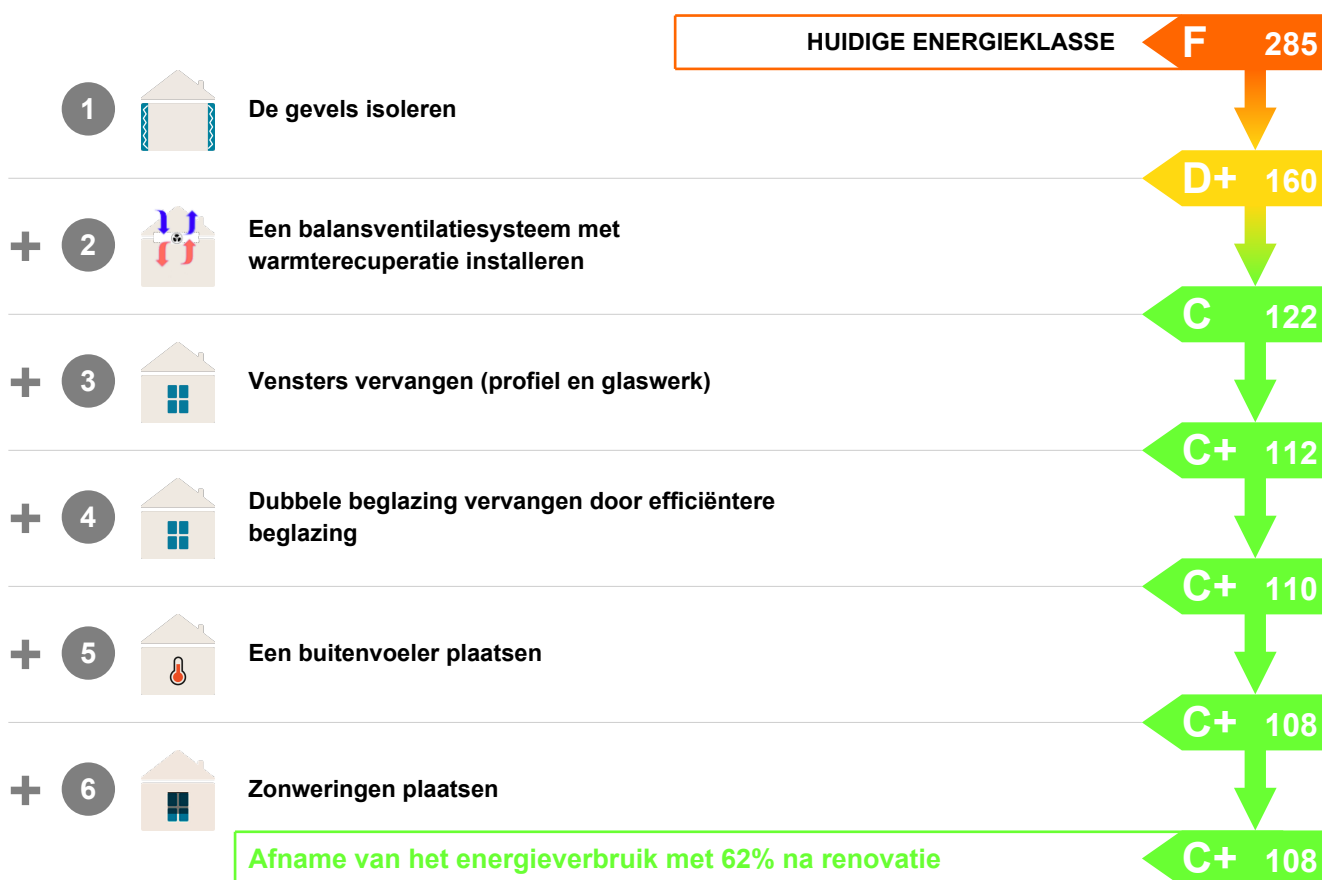 HUIDIGE ENERGIEKLASSE F 285
1 De gevels isoleren
D+ 160
+ 2 Een balansventilatiesysteem met
warmterecuperatie installeren
C 122
+ 3 Vensters vervangen (profiel en glaswerk)
C+ 112
+ 4 Dubbele beglazing vervangen door efficiëntere
beglazing
C+ 110
+ 5 Een buitenvoeler plaatsen
C+ 108
+ 6 Zonweringen plaatsen
Afname van het energieverbruik met 62% na renovatie C+ 108